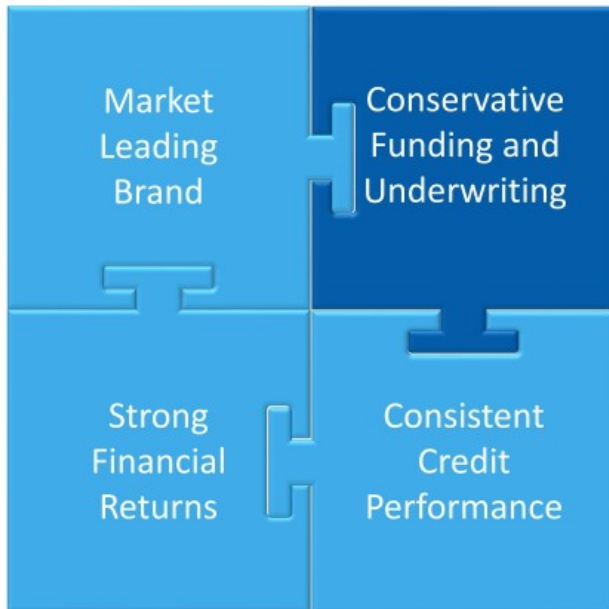 Market
Leading
Brand
Conservative
Funding and
Underwriting
Strong
Financial
Returns
Consistent
Credit
Performance